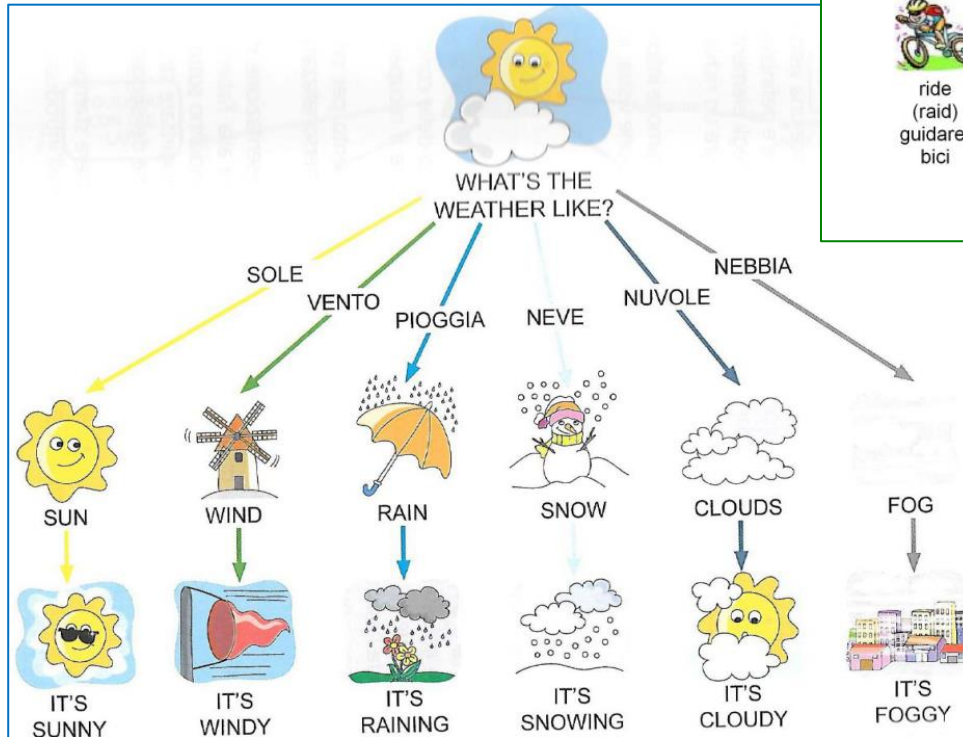 ride
(raid)
guidare
bici
WHAT'S THE
WEATHER LIKE?
SOLE
VENTO
PIOGGIA
NEVE
NUVOLE
NEBBIA
SUN
WIND
RAIN
SNOW
CLOUDS
FOG
IT'S
SUNNY
IT'S
WINDY
IT'S
RAINING
IT'S
SNOWING
IT'S
CLOUDY
IT'S
FOGGY